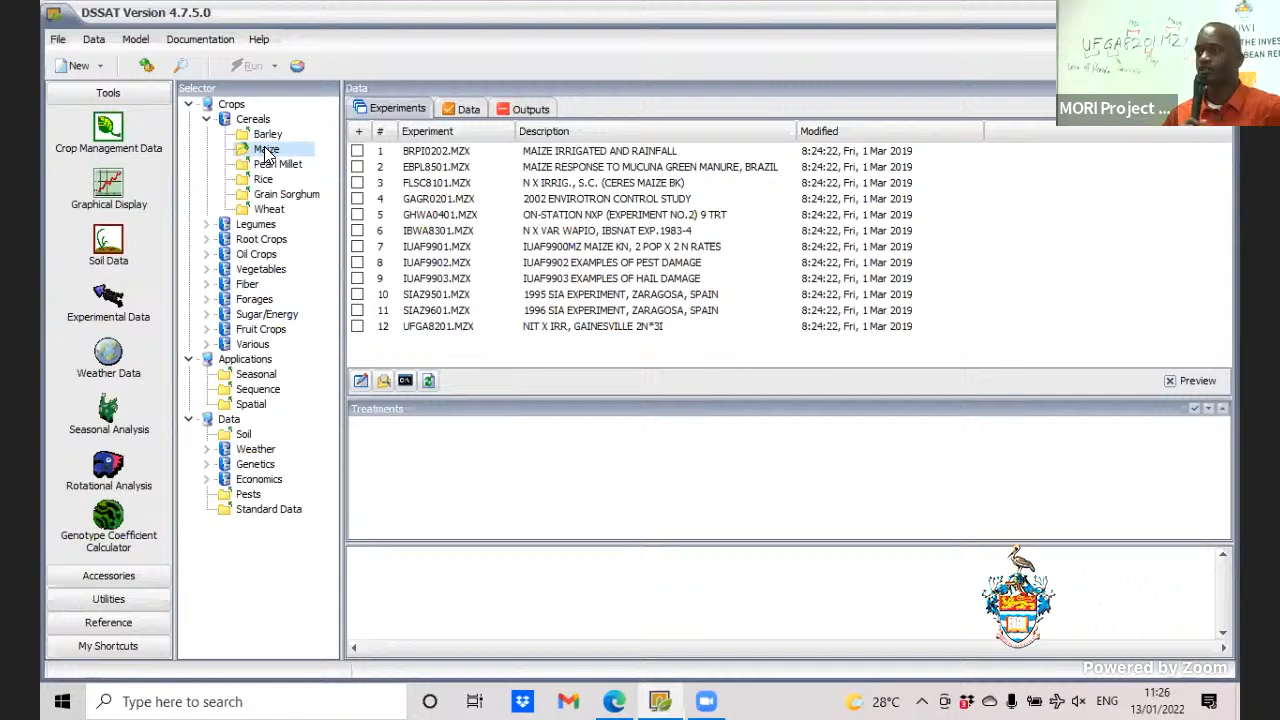 DSSAT Version 4.7.5.0
File Data Model Documentation Help
New Run
Tools
Crop Management Data
Graphical Display
Soil Data
Experimental Data
Weather Data
Seasonal Analysis
Rotational Analysis
Genotype Coefficient
Calculator
Accessories
Utilities
Reference
My Shortcuts
Selector
Crops
Cereals
Barley
Maize
Pearl Millet
Rice
Grain Sorghum
Wheat
Legumes
Root Crops
Oil Crops
Vegetables
Fiber
Forages
Sugar/Energy
Fruit Crops
Various
Applications
Seasonal
Sequence
Spatial
Data
Soil
Weather
Genetics
Economics
Pests
Standard Data
Data
Experiments Data Outputs
+ # Experiment Description Modified
1 BRPI0202.MZX MAIZE IRRIGATED AND RAINFALL 8:24:22, Fri, 1 Mar 2019
2 EBPL8501.MZX MAIZE RESPONSE TO MUCUNA GREEN MANURE, BRAZIL 8:24:22, Fri, 1 Mar 2019
3 FLSC8101.MZX N X IRRIG., S.C. (CERES MAIZE BK) 8:24:22, Fri, 1 Mar 2019
4 GAGR0201.MZX 2002 ENVIROTRON CONTROL STUDY 8:24:22, Fri, 1 Mar 2019
5 GHWA0401.MZX ON-STATION NXP (EXPERIMENT NO.2) 9 TRT 8:24:22, Fri, 1 Mar 2019
6 IBWA8301.MZX N X VAR WAPIO, IBSNAT EXP.1983-4 8:24:22, Fri, 1 Mar 2019
7 IUAF9901.MZX IUAF9900MZ MAIZE KN, 2 POP X 2 N RATES 8:24:22, Fri, 1 Mar 2019
8 IUAF9902.MZX IUAF9902 EXAMPLES OF PEST DAMAGE 8:24:22, Fri, 1 Mar 2019
9 IUAF9903.MZX IUAF9903 EXAMPLES OF HAIL DAMAGE 8:24:22, Fri, 1 Mar 2019
10 SIAZ9501.MZX 1995 SIA EXPERIMENT, ZARAGOSA, SPAIN 8:24:22, Fri, 1 Mar 2019
11 SIAZ9601.MZX 1996 SIA EXPERIMENT, ZARAGOSA, SPAIN 8:24:22, Fri, 1 Mar 2019
12 UFGA8201.MZX NIT X IRR, GAINESVILLE 2N*3I 8:24:22, Fri, 1 Mar 2019
Preview
Treatments
UFGA8201 MZ
UWI
THE INVES
BEAN RE
MORI Project ...
Powered by Zoom
Type here to search
28°C
ENG
11:26
13/01/2022